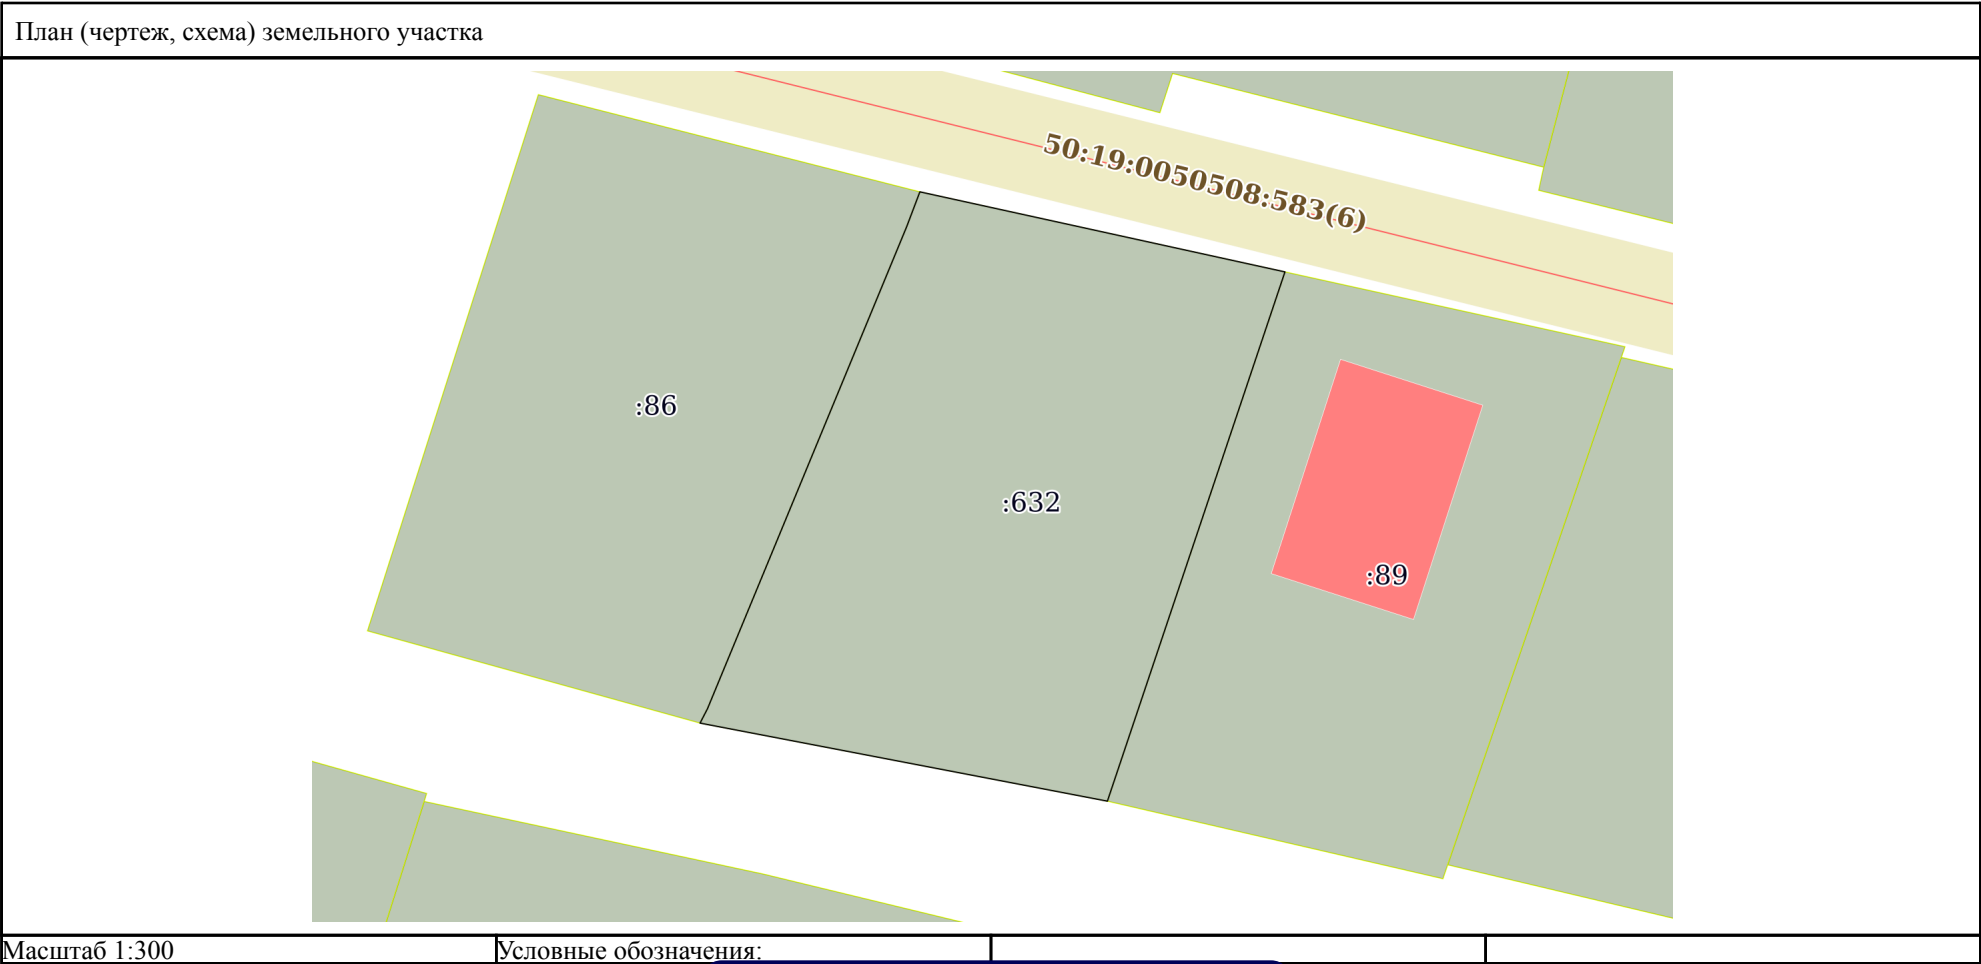 План (чертеж, схема) земельного участка
50:19:0050508:583(6)
:86
:632
:89
Масштаб 1:300
Условные обозначения: